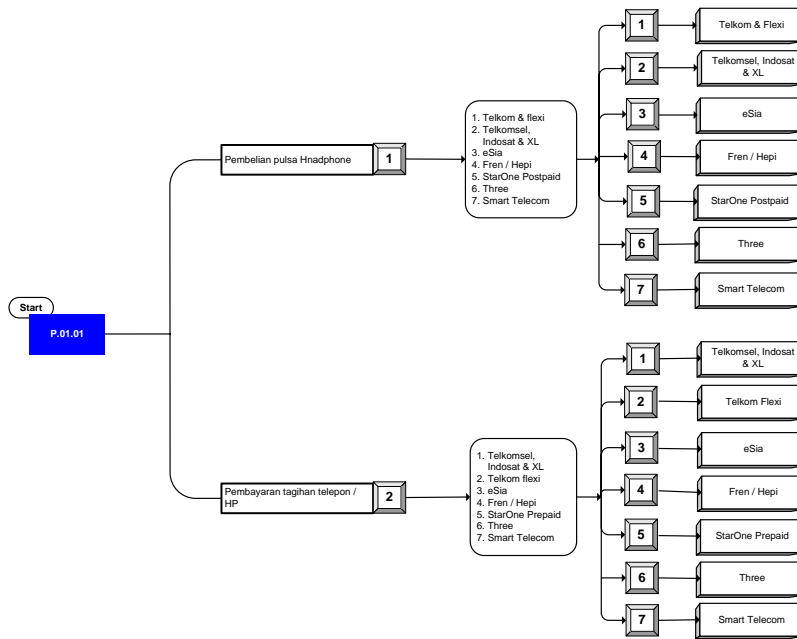 Start
P.01.01
Pembelian pulsa Hnadphone
1
1. Telkom & flexi
2. Telkomsel,
Indosat & XL
3. eSia
4. Fren / Hepi
5. StarOne Postpaid
6. Three
7. Smart Telecom
1
Telkom & Flexi
2
Telkomsel, Indosat
& XL
3
eSia
4
Fren / Hepi
5
StarOne Postpaid
6
Three
7
Smart Telecom
Pembayaran tagihan telepon /
HP
2
1. Telkomsel,
Indosat & XL
2. Telkom flexi
3. eSia
4. Fren / Hepi
5. StarOne Prepaid
6. Three
7. Smart Telecom
1
Telkomsel, Indosat
& XL
2
Telkom Flexi
3
eSia
4
Fren / Hepi
5
StarOne Prepaid
6
Three
7
Smart Telecom